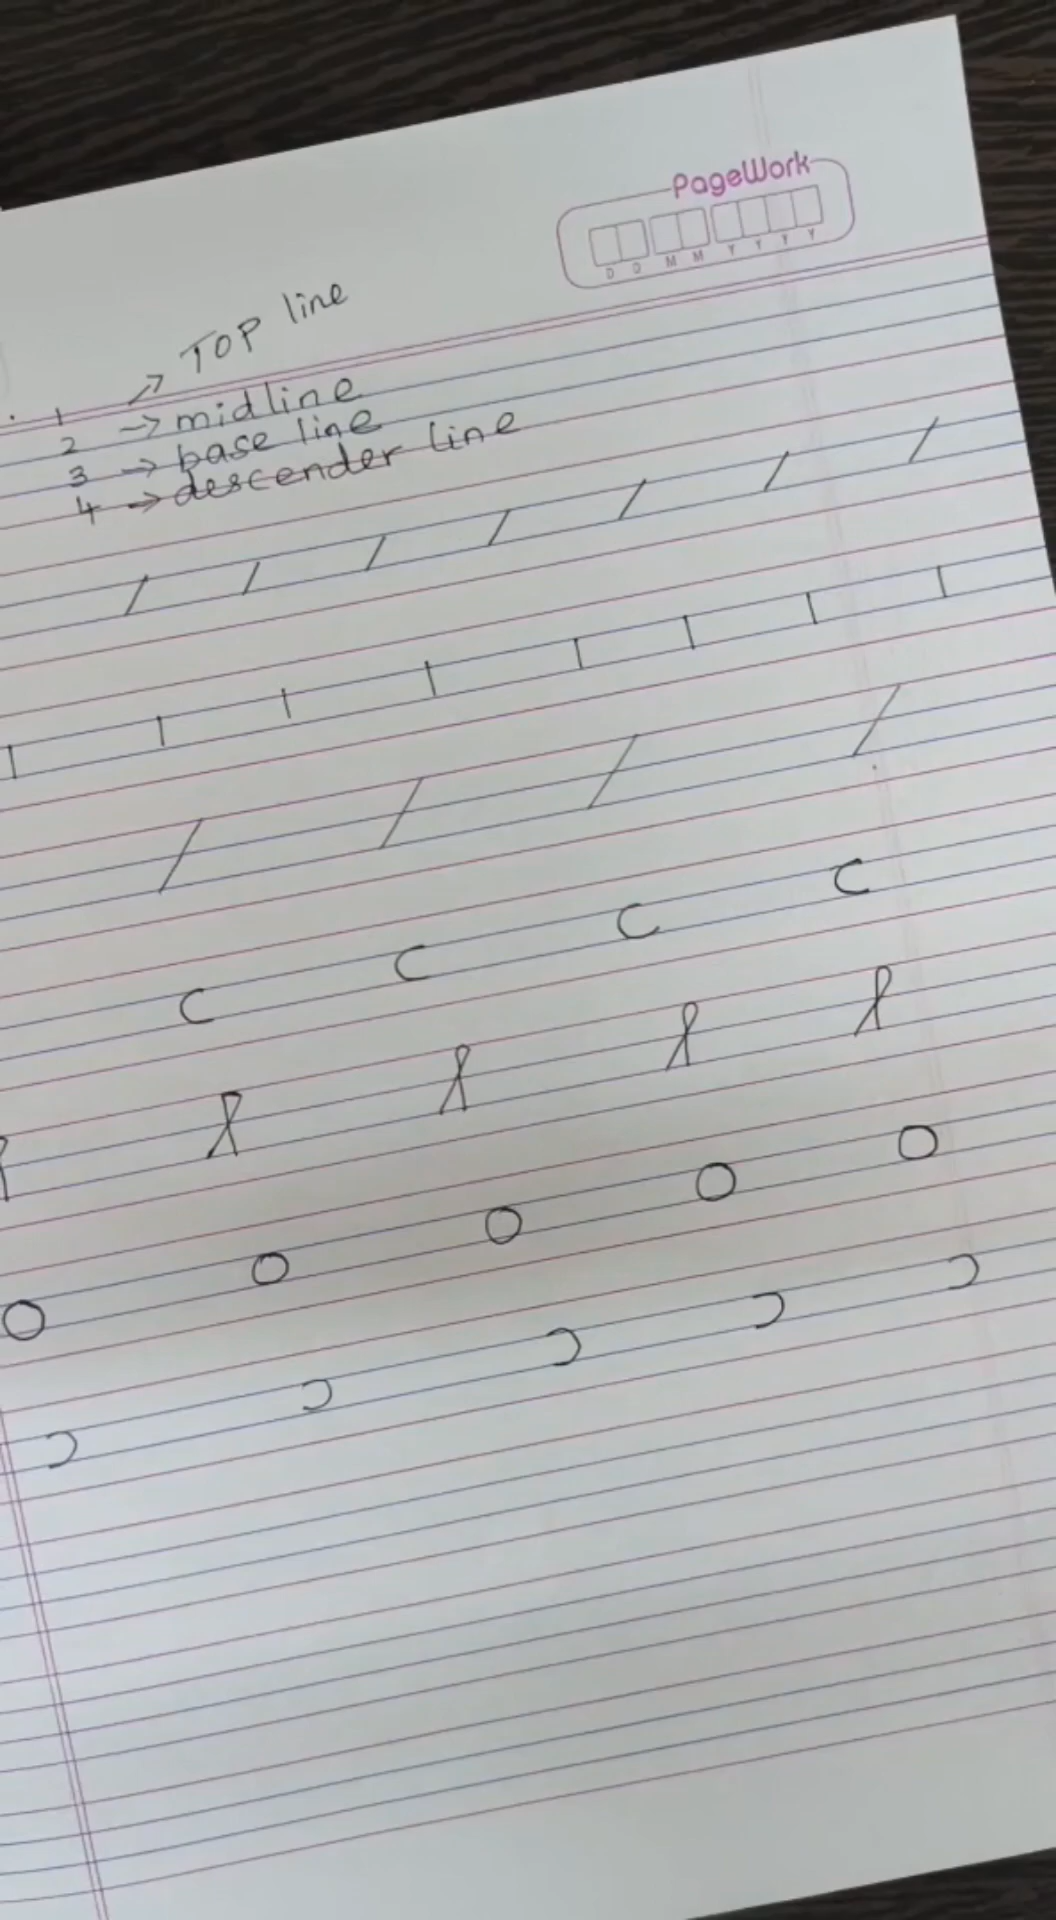 PageWork
D D M M Y Y Y Y
1 → TOP line
2 → midline
3 → base line
4 → descender line
C C C C
O O O O O